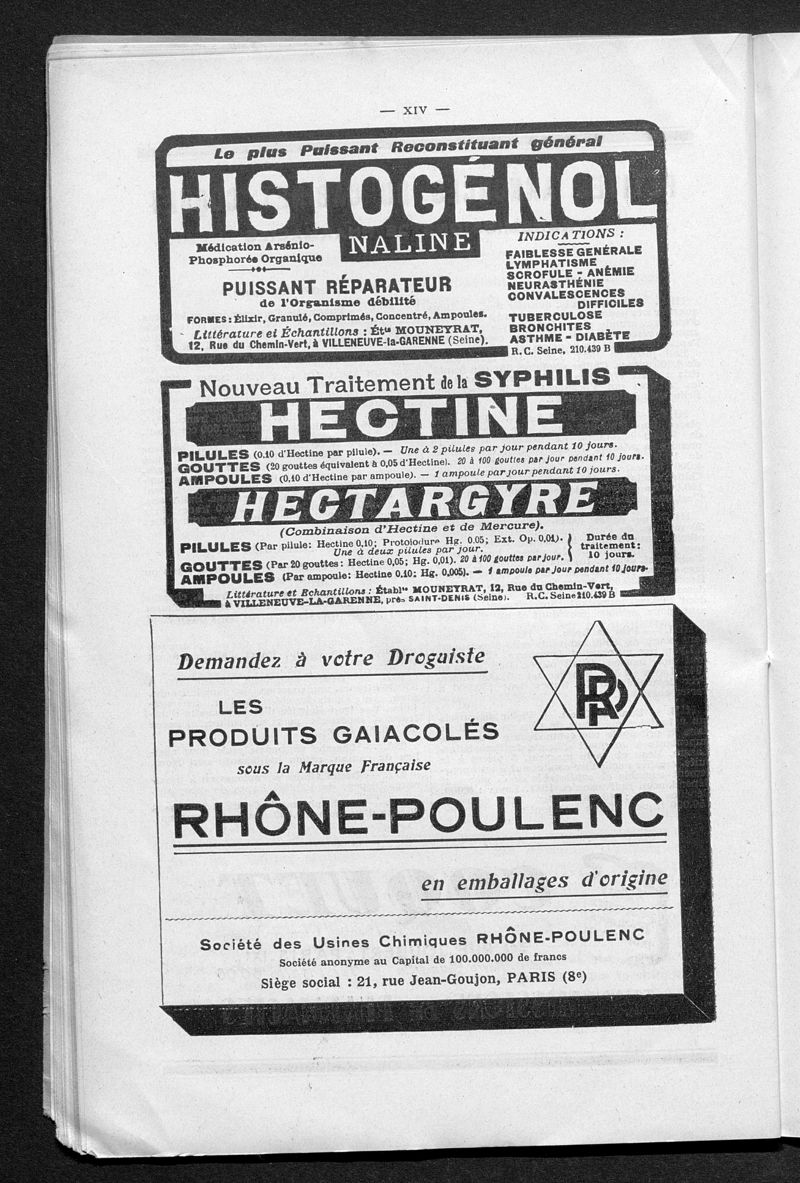 — XIV —
Le plus Puissant Reconstituant général
HISTOGÉNOL
NALINE
Médication Arsénio-
Phosphorée Organique
PUISSANT RÉPARATEUR
de l'Organisme débilité
FORMES : Élixir, Granulé, Comprimés, Concentré, Ampoules.
Littérature et Échantillons : Éts MOUNEYRAT,
12, Rue du Chemin-Vert, à VILLENEUVE-la-GARENNE (Seine).
INDICATIONS :
FAIBLESSE GÉNÉRALE
LYMPHATISME
SCROFULE - ANÉMIE
NEURASTHÉNIE
CONVALESCENCES
DIFFICILES
TUBERCULOSE
BRONCHITES
ASTHME - DIABÈTE
R.C. Seine, 210.439 B
Nouveau Traitement de la SYPHILIS
HECTINE
PILULES (0.10 d'Hectine par pilule). — Une à 2 pilules par jour pendant 10 jours.
GOUTTES (20 gouttes équivalent à 0,05 d'Hectine). 20 à 100 gouttes par jour pendant 10 jours.
AMPOULES (0,10 d'Hectine par ampoule). — 1 ampoule par jour pendant 10 jours.
HECTARGYRE
(Combinaison d'Hectine et de Mercure).
PILULES (Par pilule: Hectine 0,10; Protoiodure Hg. 0.05; Ext. Op. 0,01).
Une à deux pilules par jour.
GOUTTES (Par 20 gouttes: Hectine 0,05; Hg. 0,01). 20 à 100 gouttes par jour.
Durée du
traitement:
10 jours.
AMPOULES (Par ampoule: Hectine 0.10: Hg. 0,005). — 1 ampoule par jour pendant 10 jours.
Littérature et Echantillons : Établts MOUNEYRAT, 12, Rue du Chemin-Vert,
à VILLENEUVE-LA-GARENNE, près SAINT-DENIS (Seine). R.C. Seine 210.439 B
Demandez à votre Droguiste
RPA
LES
PRODUITS GAIACOLÉS
sous la Marque Française
RHÔNE-POULENC
en emballages d'origine
Société des Usines Chimiques RHÔNE-POULENC
Société anonyme au Capital de 100.000.000 de francs
Siège social : 21, rue Jean-Goujon, PARIS (8e)